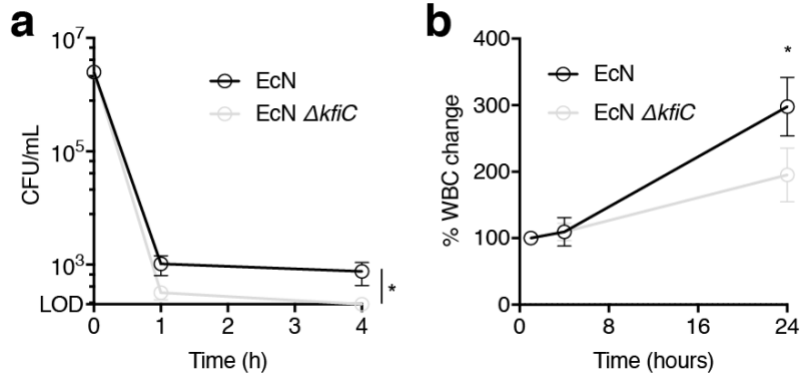 a
10⁷
10⁵
10³
LOD
CFU/mL
EcN
EcN ΔkfiC
*
0 1 2 3 4
Time (h)
b
400
300
200
100
0
% WBC change
EcN
EcN ΔkfiC
*
0 8 16 24
Time (hours)